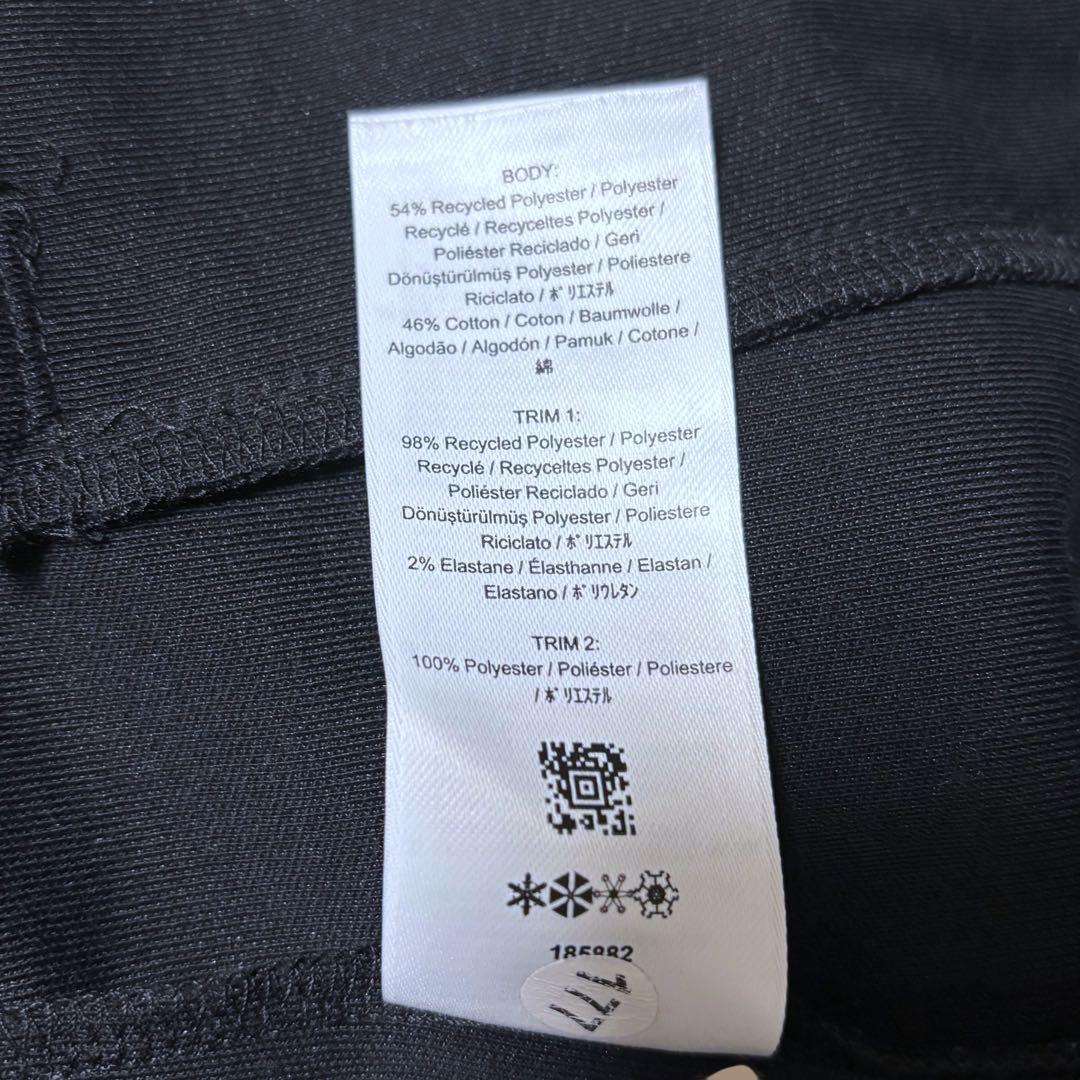 BODY:
54% Recycled Polyester / Polyester
Recyclé / Recyceltes Polyester /
Poliéster Reciclado / Geri
Dönüştürülmüş Polyester / Poliestere
Riciclato / ﾎﾟﾘｴｽﾃﾙ
46% Cotton / Coton / Baumwolle /
Algodão / Algodón / Pamuk / Cotone /
綿
TRIM 1:
98% Recycled Polyester / Polyester
Recyclé / Recyceltes Polyester /
Poliéster Reciclado / Geri
Dönüştürülmüş Polyester / Poliestere
Riciclato / ﾎﾟﾘｴｽﾃﾙ
2% Elastane / Élasthanne / Elastan /
Elastano / ﾎﾟﾘｳﾚﾀﾝ
TRIM 2:
100% Polyester / Poliéster / Poliestere
/ ﾎﾟﾘｴｽﾃﾙ